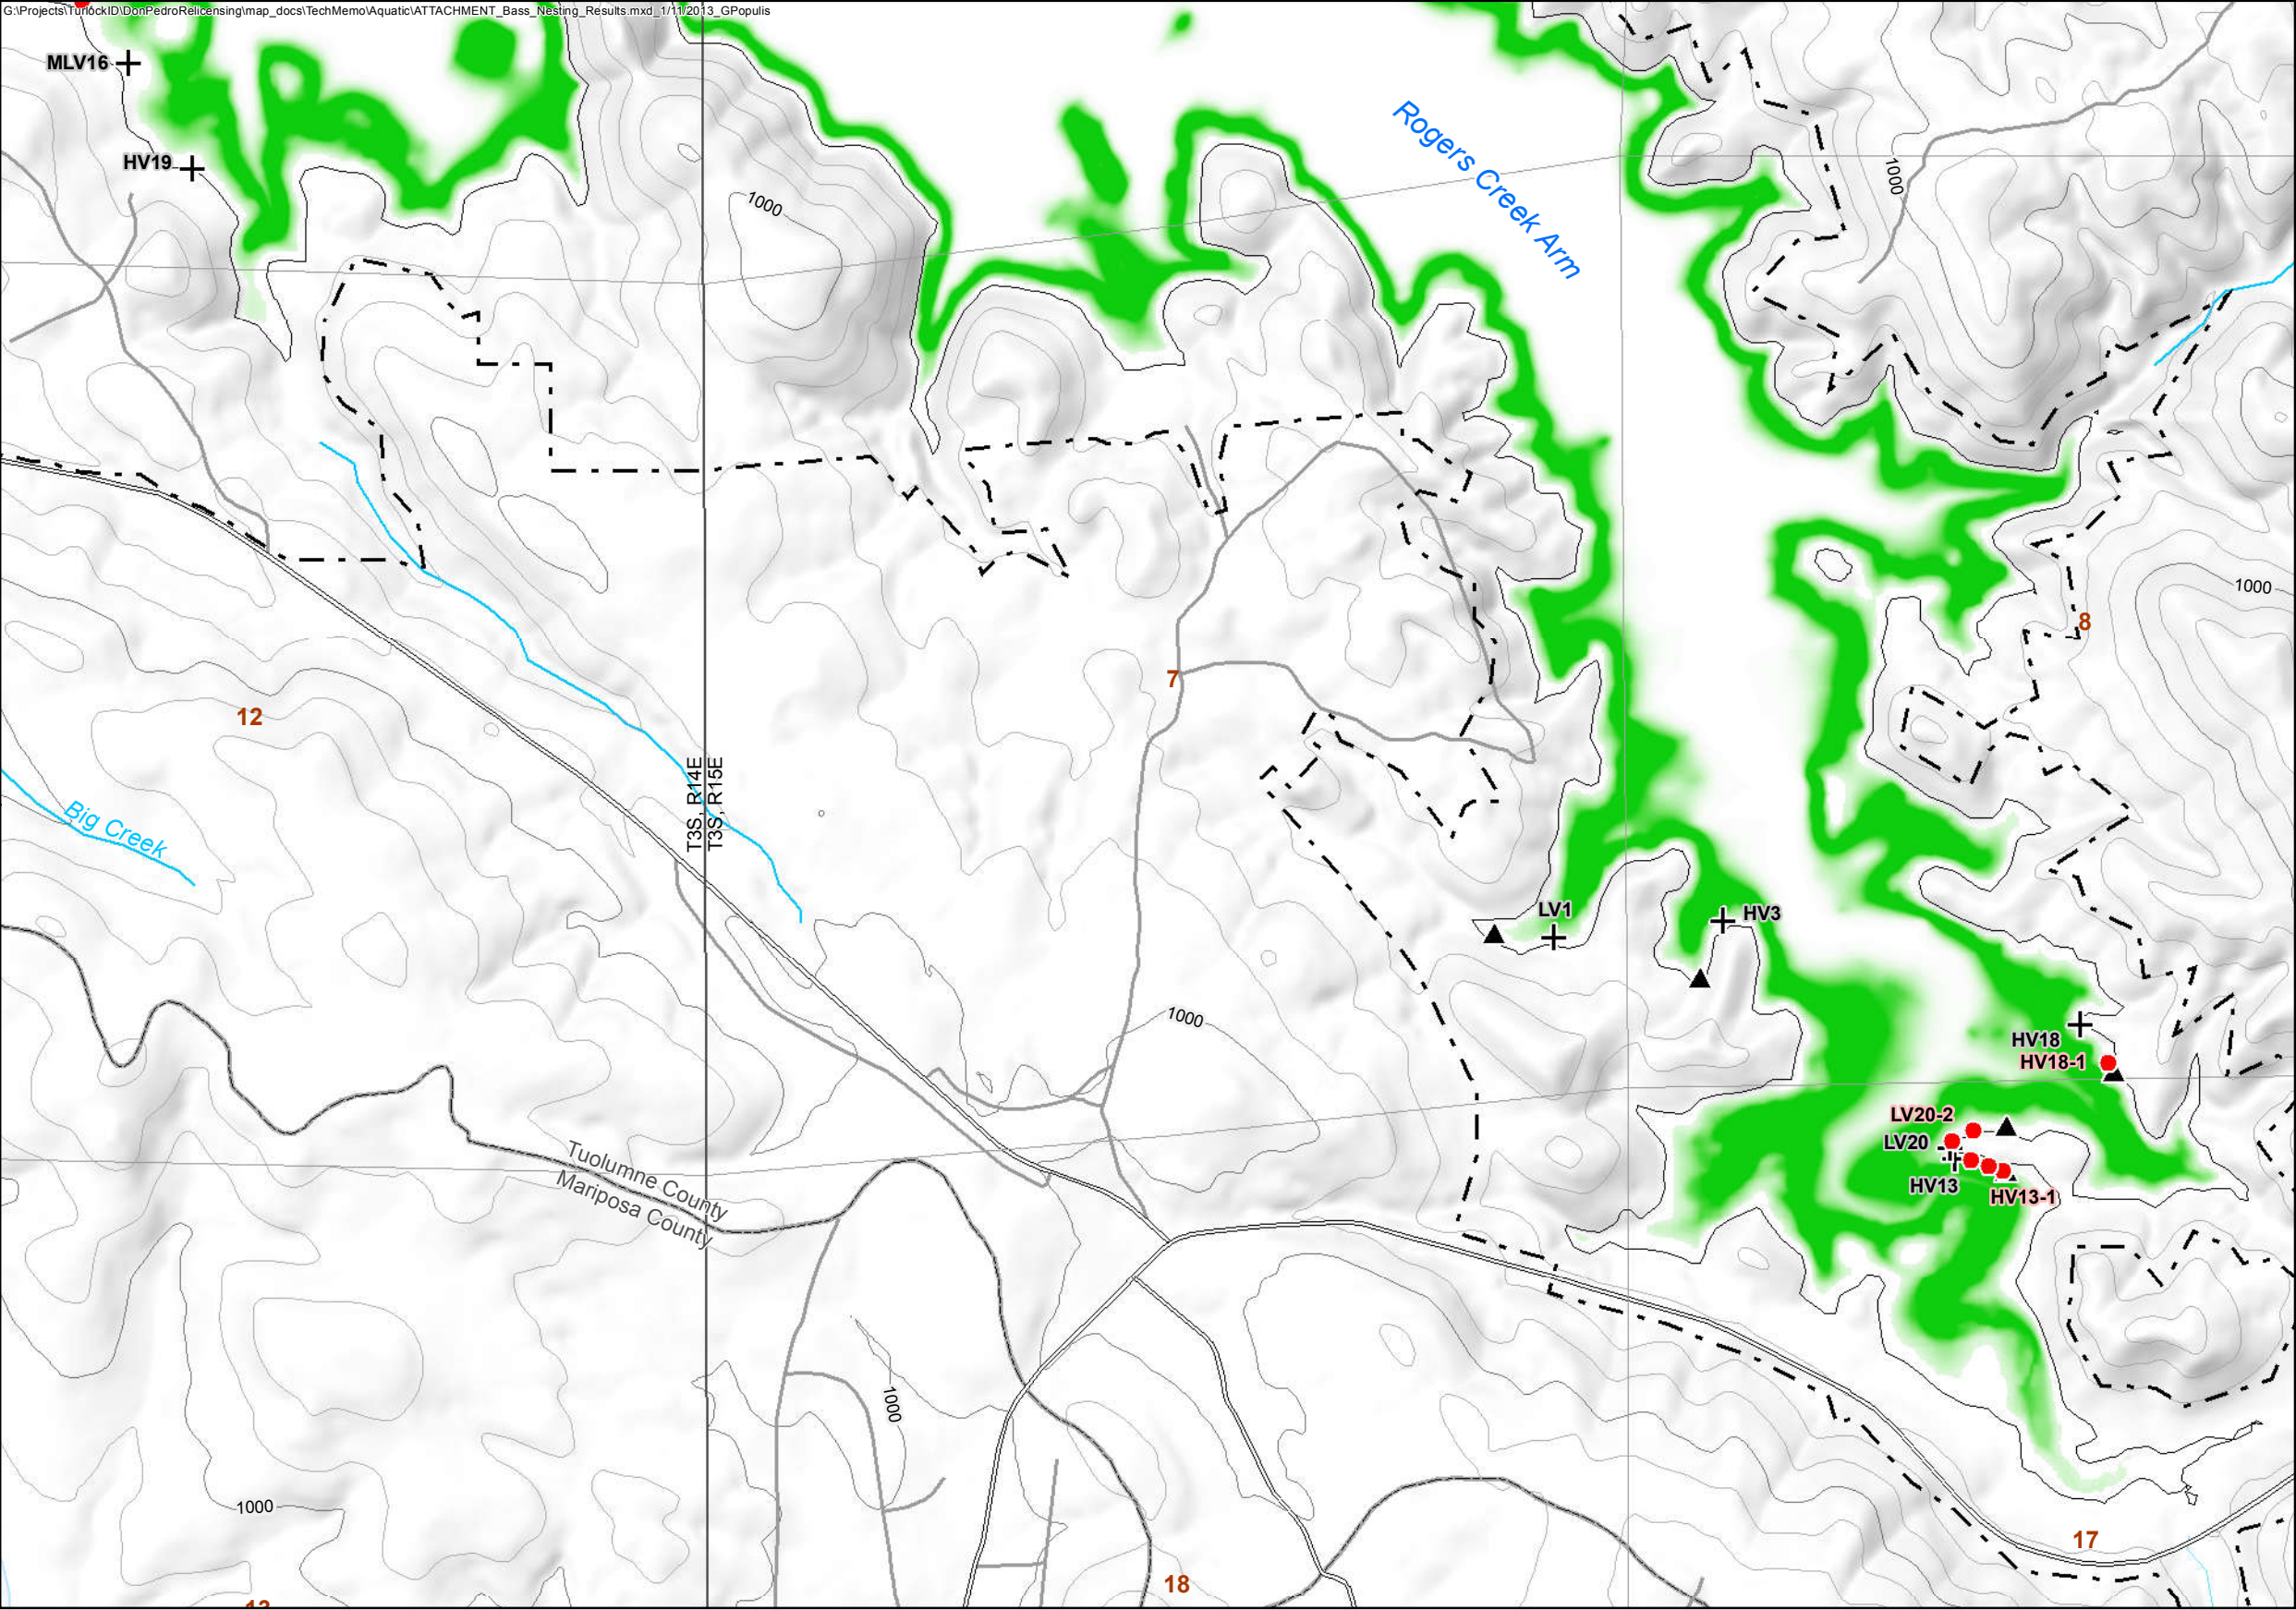 G:\Projects\TurlockID\DonPedroRelicensing\map_docs\TechMemo\Aquatic\ATTACHMENT_Bass_Nesting_Results.mxd_1/11/2013_GPopulis
MLV16
HV19
Rogers Creek Arm
1000
1000
1000
8
7
12
T3S, R14E
T3S, R15E
Big Creek
LV1
HV3
1000
HV18
HV18-1
LV20-2
LV20
HV13
HV13-1
Tuolumne County
Mariposa County
1000
1000
17
18